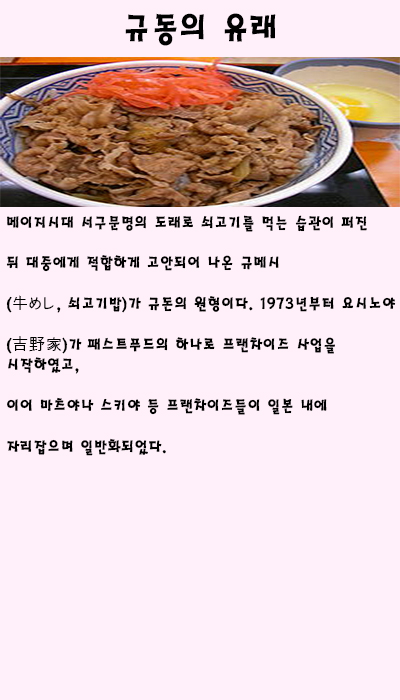 규동의 유래
메이지시대 서구문명의 도래로 쇠고기를 먹는 습관이 퍼진
뒤 대중에게 적합하게 고안되어 나온 규메시
(牛めし, 쇠고기밥)가 규돈의 원형이다. 1973년부터 요시노야
(吉野家)가 패스트푸드의 하나로 프랜차이즈 사업을
시작하였고,
이어 마츠야나 스키야 등 프랜차이즈들이 일본 내에
자리잡으며 일반화되었다.